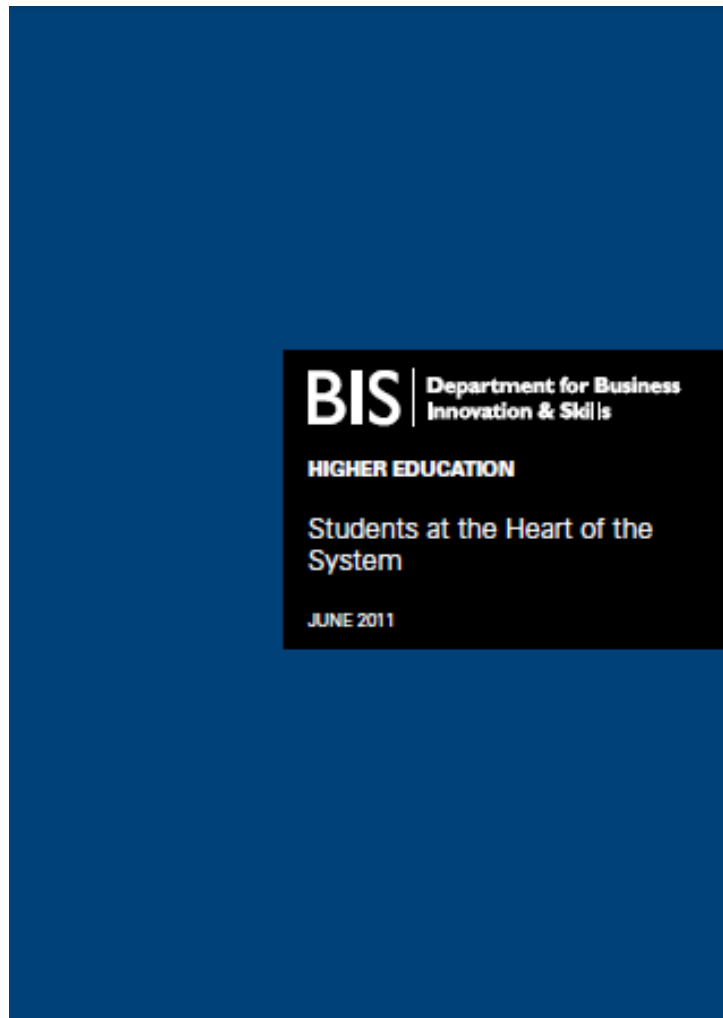 BIS
Department for Business
Innovation & Skills
HIGHER EDUCATION
Students at the Heart of the
System
JUNE 2011